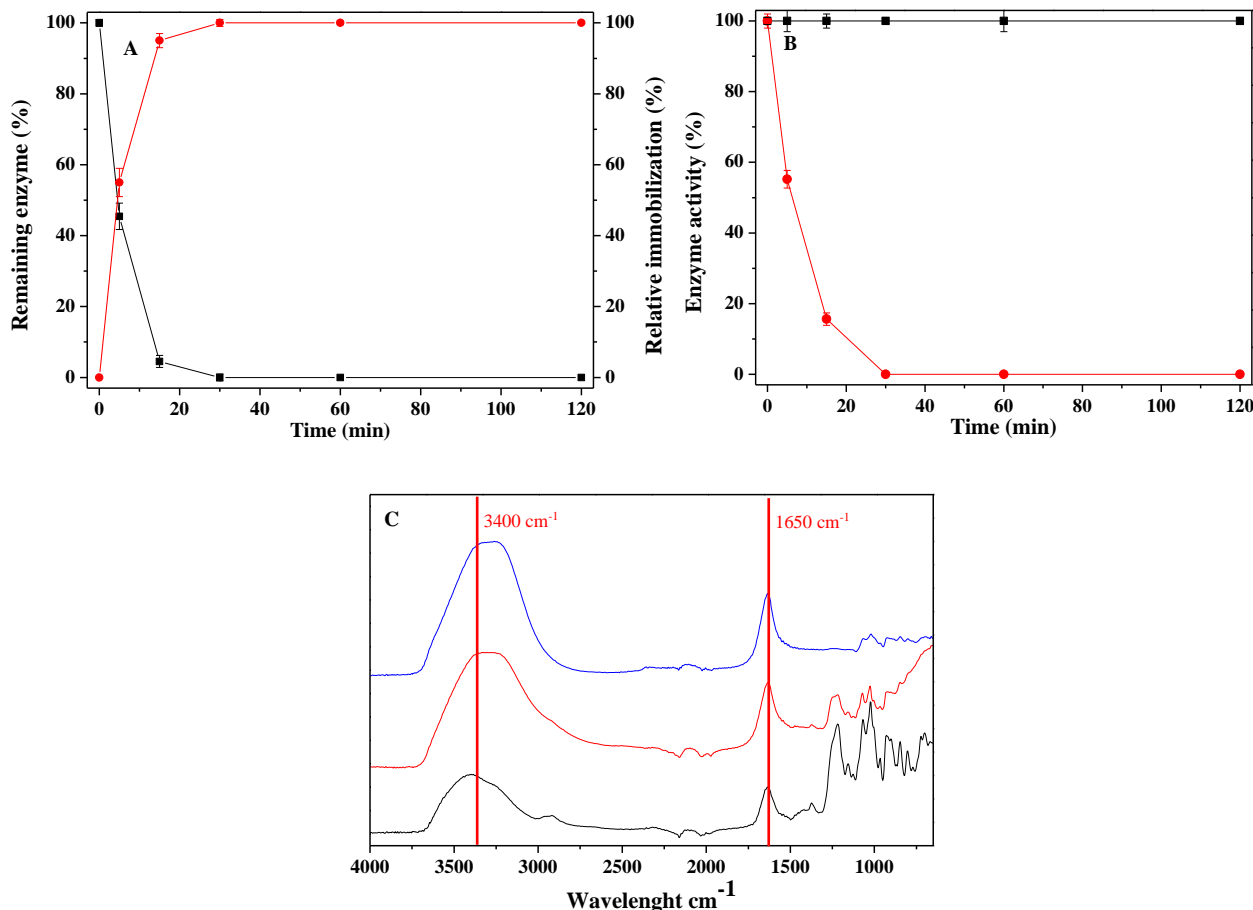 A
Remaining enzyme (%)
100
80
60
40
20
0
100
80
60
40
20
0
Relative immobilization (%)
0 20 40 60 80 100 120
Time (min)
B
Enzyme activity (%)
100
80
60
40
20
0
0 20 40 60 80 100 120
Time (min)
C
3400 cm-1
1650 cm-1
4000 3500 3000 2500 2000 1500 1000
Wavelenght cm-1